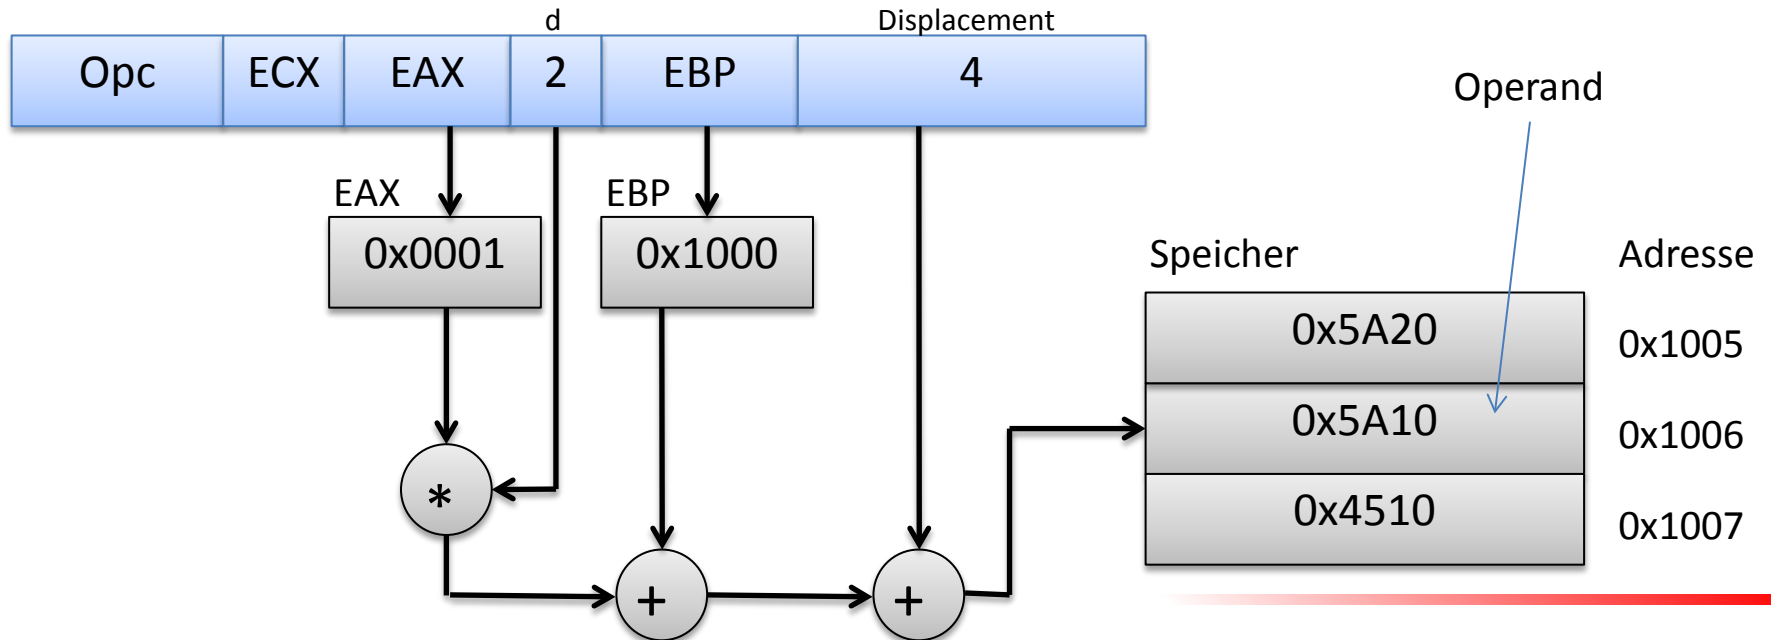 d Displacement
Opc ECX EAX 2 EBP 4
Operand
EAX EBP
0x0001 0x1000
Speicher Adresse
0x5A20 0x1005
0x5A10 0x1006
0x4510 0x1007
*
+ +